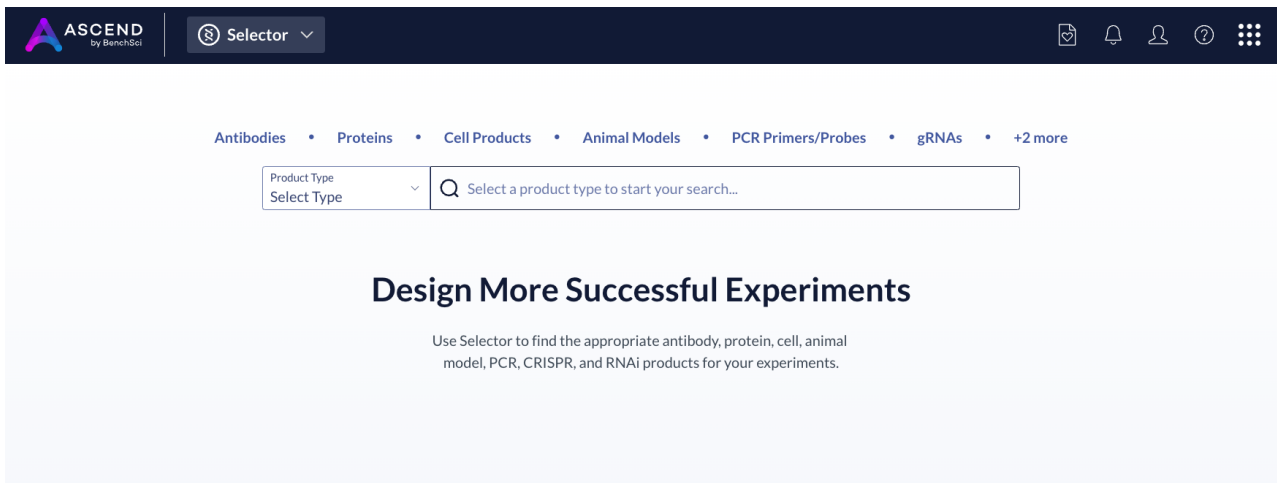 ASCEND
by BenchSci
Selector
Antibodies • Proteins • Cell Products • Animal Models • PCR Primers/Probes • gRNAs • +2 more
Product Type
Select Type
Select a product type to start your search...
Design More Successful Experiments
Use Selector to find the appropriate antibody, protein, cell, animal
model, PCR, CRISPR, and RNAi products for your experiments.